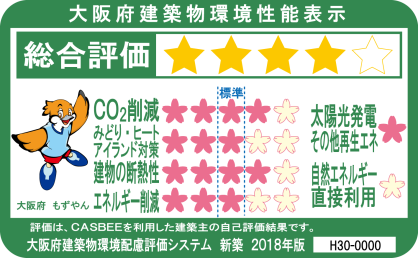 大阪府建築物環境性能表示
総合評価
標準
CO₂削減
みどり・ヒート
アイランド対策
建物の断熱性
エネルギー削減
太陽光発電
その他再生エネ
自然エネルギー
直接利用
大阪府 もずやん
評価は、CASBEEを利用した建築主の自己評価結果です。
大阪府建築物環境配慮評価システム 新築 2018年版
H30-0000